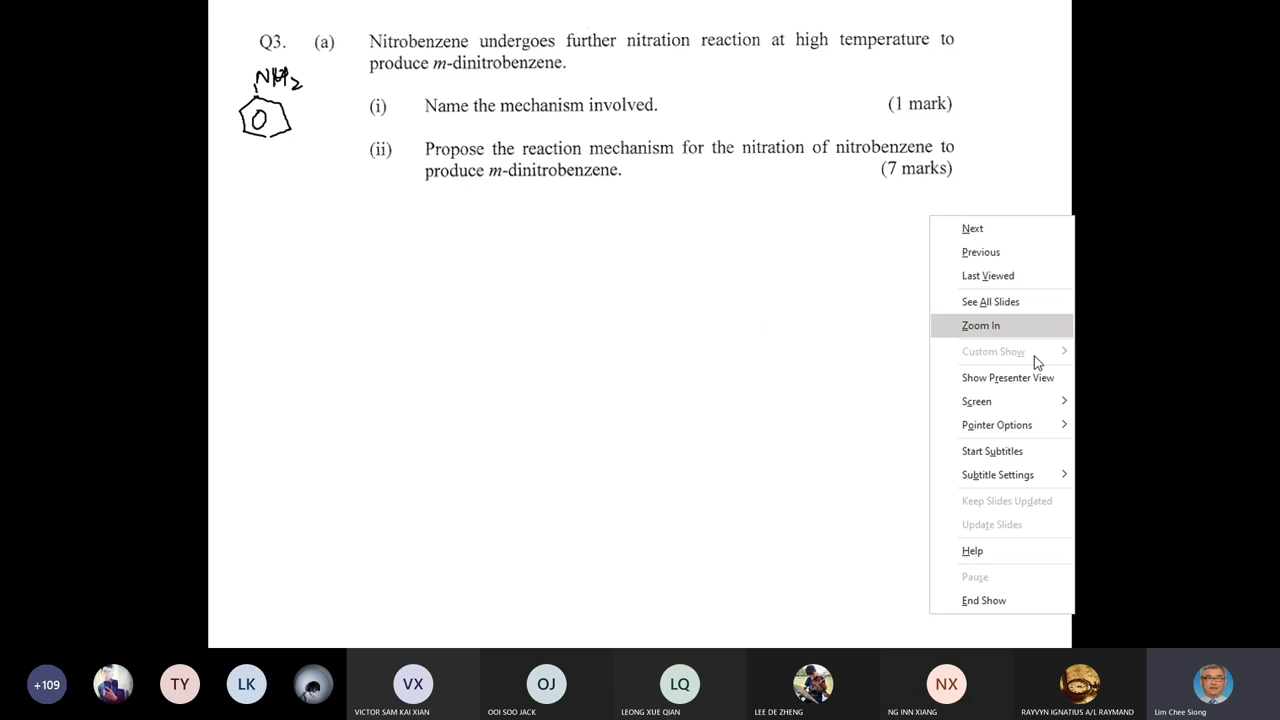 Q3. (a) Nitrobenzene undergoes further nitration reaction at high temperature to
produce m-dinitrobenzene.
(i) Name the mechanism involved. (1 mark)
(ii) Propose the reaction mechanism for the nitration of nitrobenzene to
produce m-dinitrobenzene. (7 marks)
Next
Previous
Last Viewed
See All Slides
Zoom In
Custom Show
Show Presenter View
Screen
Pointer Options
Start Subtitles
Subtitle Settings
Keep Slides Updated
Update Slides
Help
Pause
End Show
+109
TY
LK
VX
OJ
LQ
NX
VICTOR SAM KAI XIAN
OOI SOO JACK
LEONG XUE QIAN
LEE DE ZHENG
NG INN XIANG
RAYVYN IGNATIUS A/L RAYMAND
Lim Chee Siong